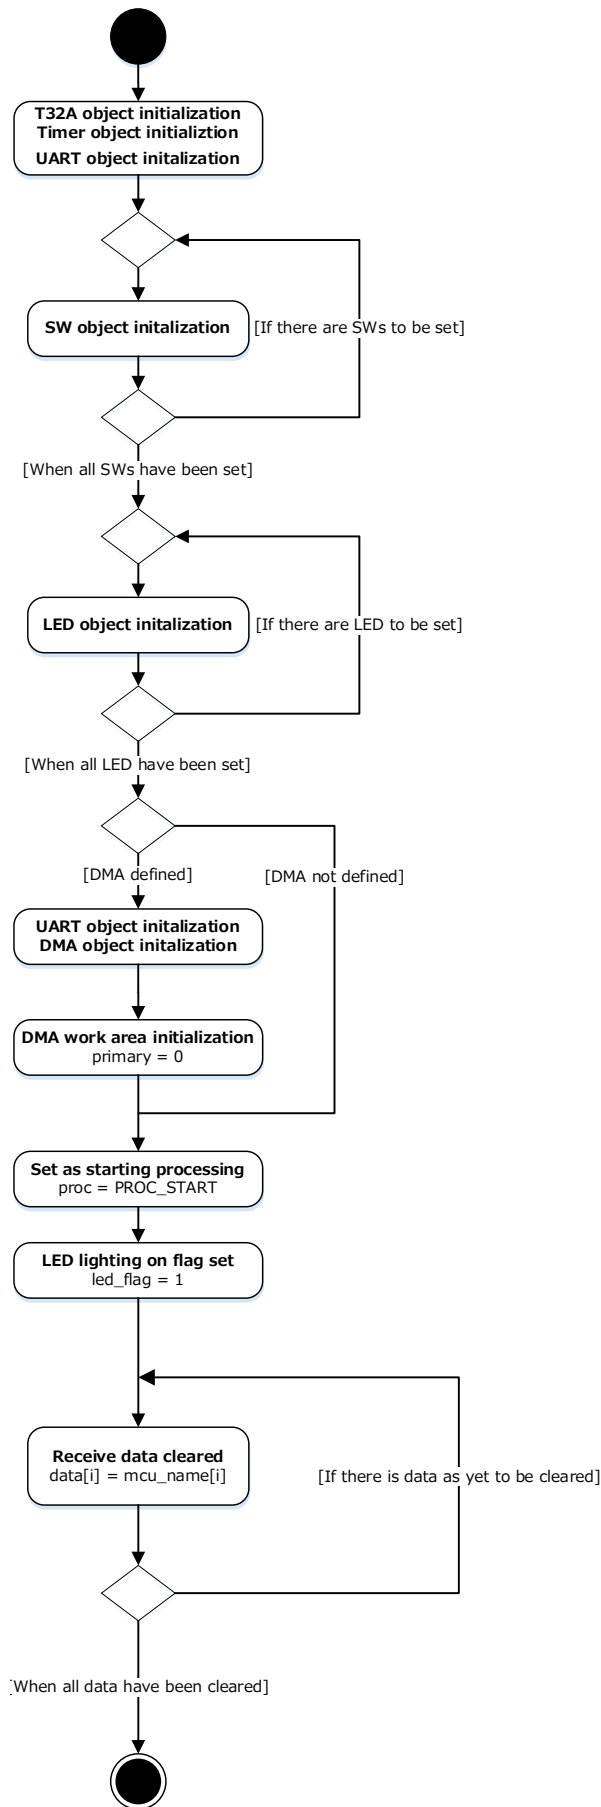 T32A object initialization
Timer object initializtion
UART object initalization
SW object initalization
[If there are SWs to be set]
[When all SWs have been set]
LED object initalization
[If there are LED to be set]
[When all LED have been set]
[DMA defined]
[DMA not defined]
UART object initalization
DMA object initalization
DMA work area initialization
primary = 0
Set as starting processing
proc = PROC_START
LED lighting on flag set
led_flag = 1
Receive data cleared
data[i] = mcu_name[i]
[If there is data as yet to be cleared]
[When all data have been cleared]